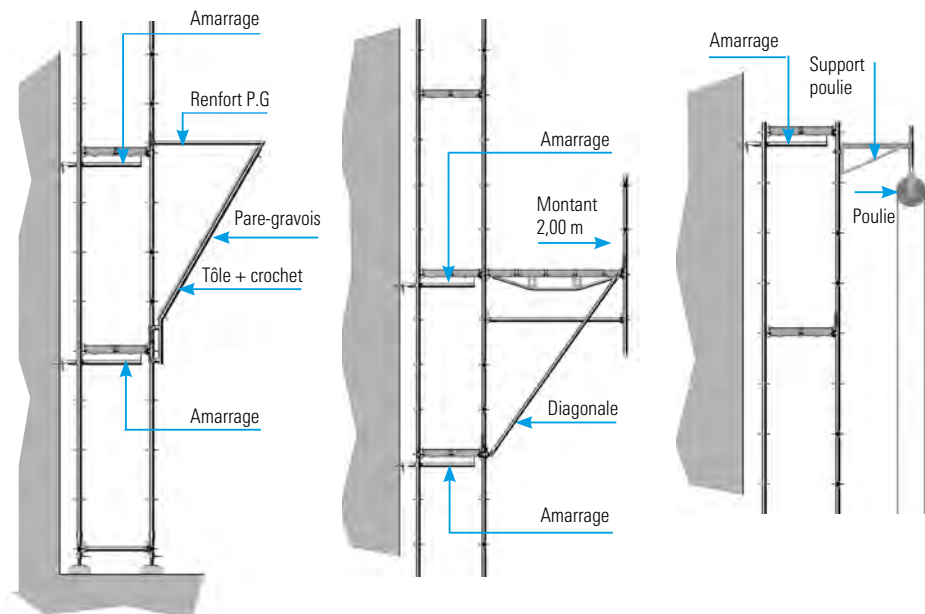 Amarrage
Renfort P.G
Pare-gravois
Tôle + crochet
Amarrage
Amarrage
Montant
2,00 m
Diagonale
Amarrage
Amarrage
Support
poulie
Poulie